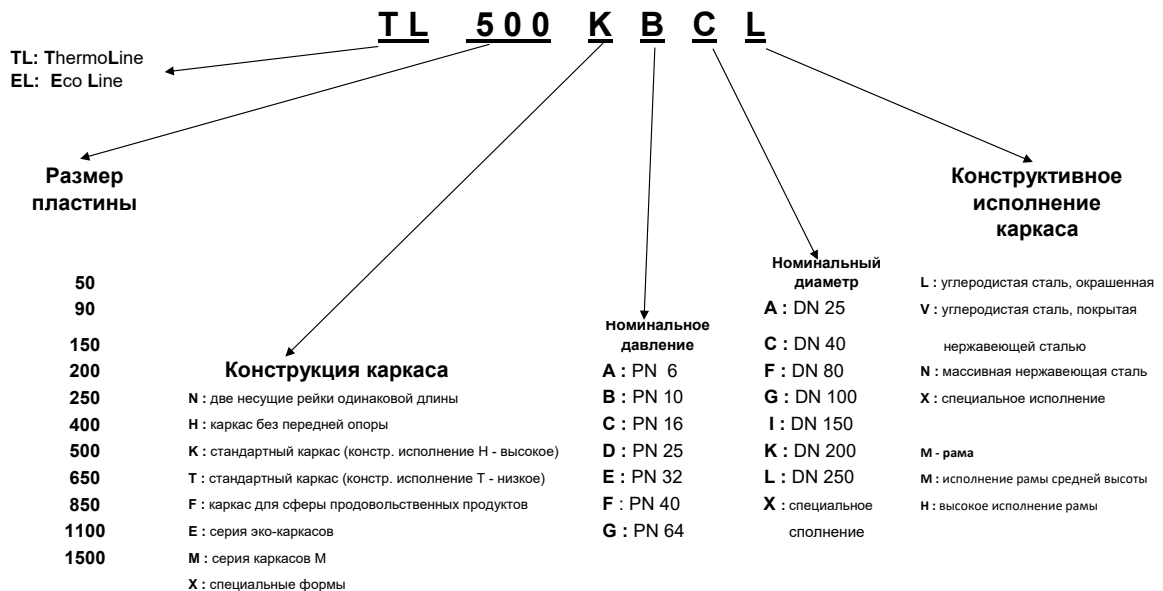 TL 500 K B C L
TL: ThermoLine
EL: Eco Line
Размер
пластины
50
90
150
200
250
400
500
650
850
1100
1500
Конструкция каркаса
N : две несущие рейки одинаковой длины
H : каркас без передней опоры
K : стандартный каркас (констр. исполнение H - высокое)
T : стандартный каркас (констр. исполнение T - низкое)
F : каркас для сферы продовольственных продуктов
E : серия эко-каркасов
M : серия каркасов M
X : специальные формы
Номинальное
давление
A : PN 6
B : PN 10
C : PN 16
D : PN 25
E : PN 32
F : PN 40
G : PN 64
Номинальный
диаметр
A : DN 25
C : DN 40
F : DN 80
G : DN 100
I : DN 150
K : DN 200
L : DN 250
X : специальное
сполнение
Конструктивное
исполнение
каркаса
L : углеродистая сталь, окрашенная
V : углеродистая сталь, покрытая
нержавеющей сталью
N : массивная нержавеющая сталь
X : специальное исполнение
M - рама
M : исполнение рамы средней высоты
H : высокое исполнение рамы